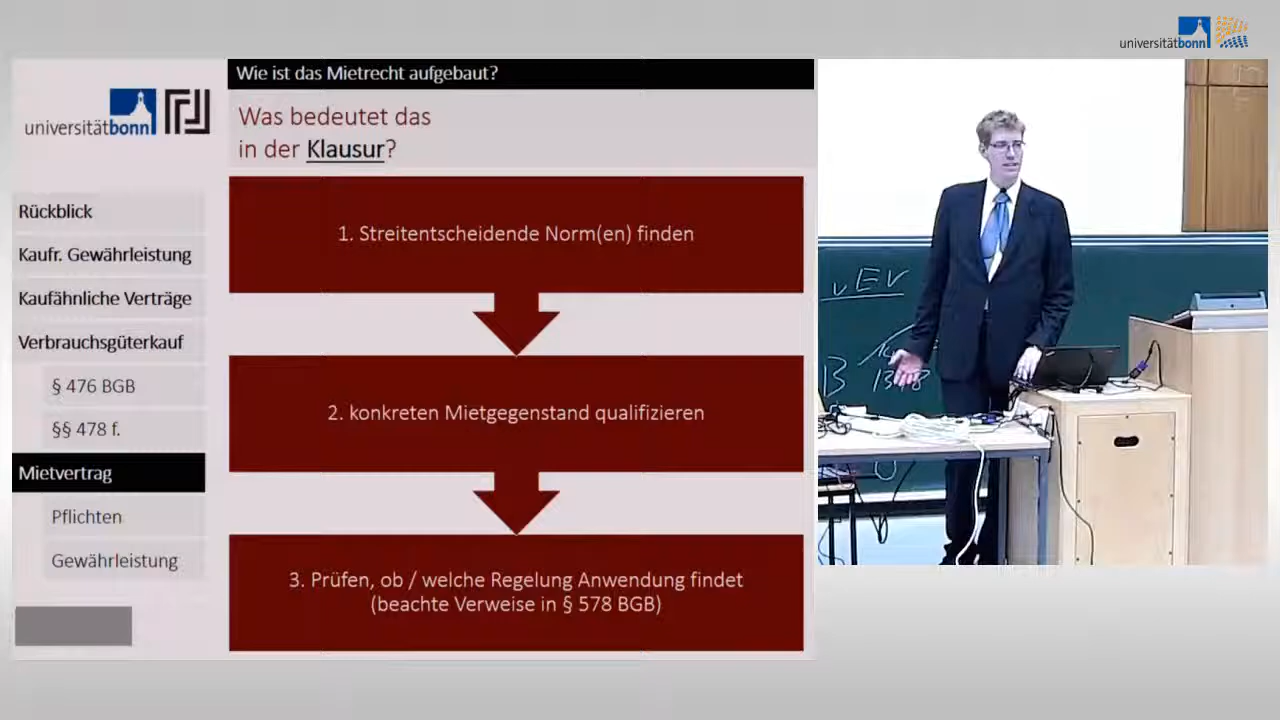 universitätbonn
Wie ist das Mietrecht aufgebaut?
universitätbonn
Was bedeutet das
in der Klausur?
Rückblick
Kaufr. Gewährleistung
Kaufähnliche Verträge
Verbrauchsgüterkauf
§ 476 BGB
§§ 478 f.
Mietvertrag
Pflichten
Gewährleistung
1. Streitentscheidende Norm(en) finden
2. konkreten Mietgegenstand qualifizieren
3. Prüfen, ob / welche Regelung Anwendung findet
(beachte Verweise in § 578 BGB)
vEV